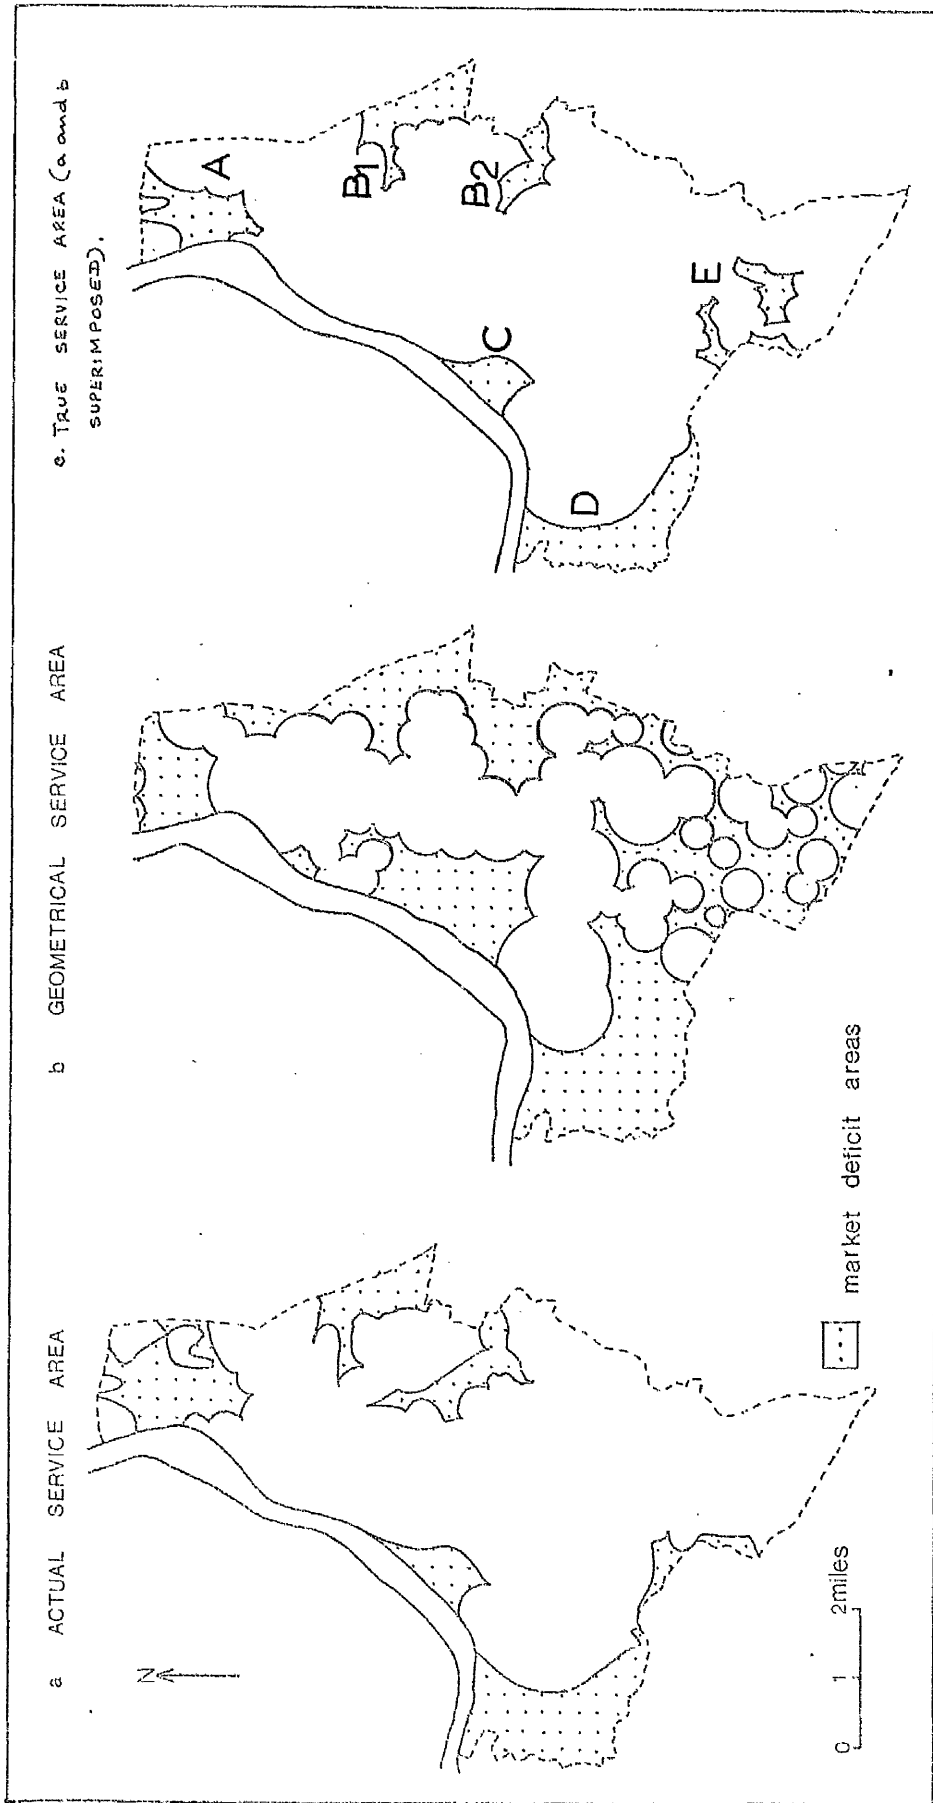 a ACTUAL SERVICE AREA
N
0 1 2miles
b GEOMETRICAL SERVICE AREA
market deficit areas
c. TRUE SERVICE AREA (a and b
SUPERIMPOSED).
A
B1
B2
C
D
E